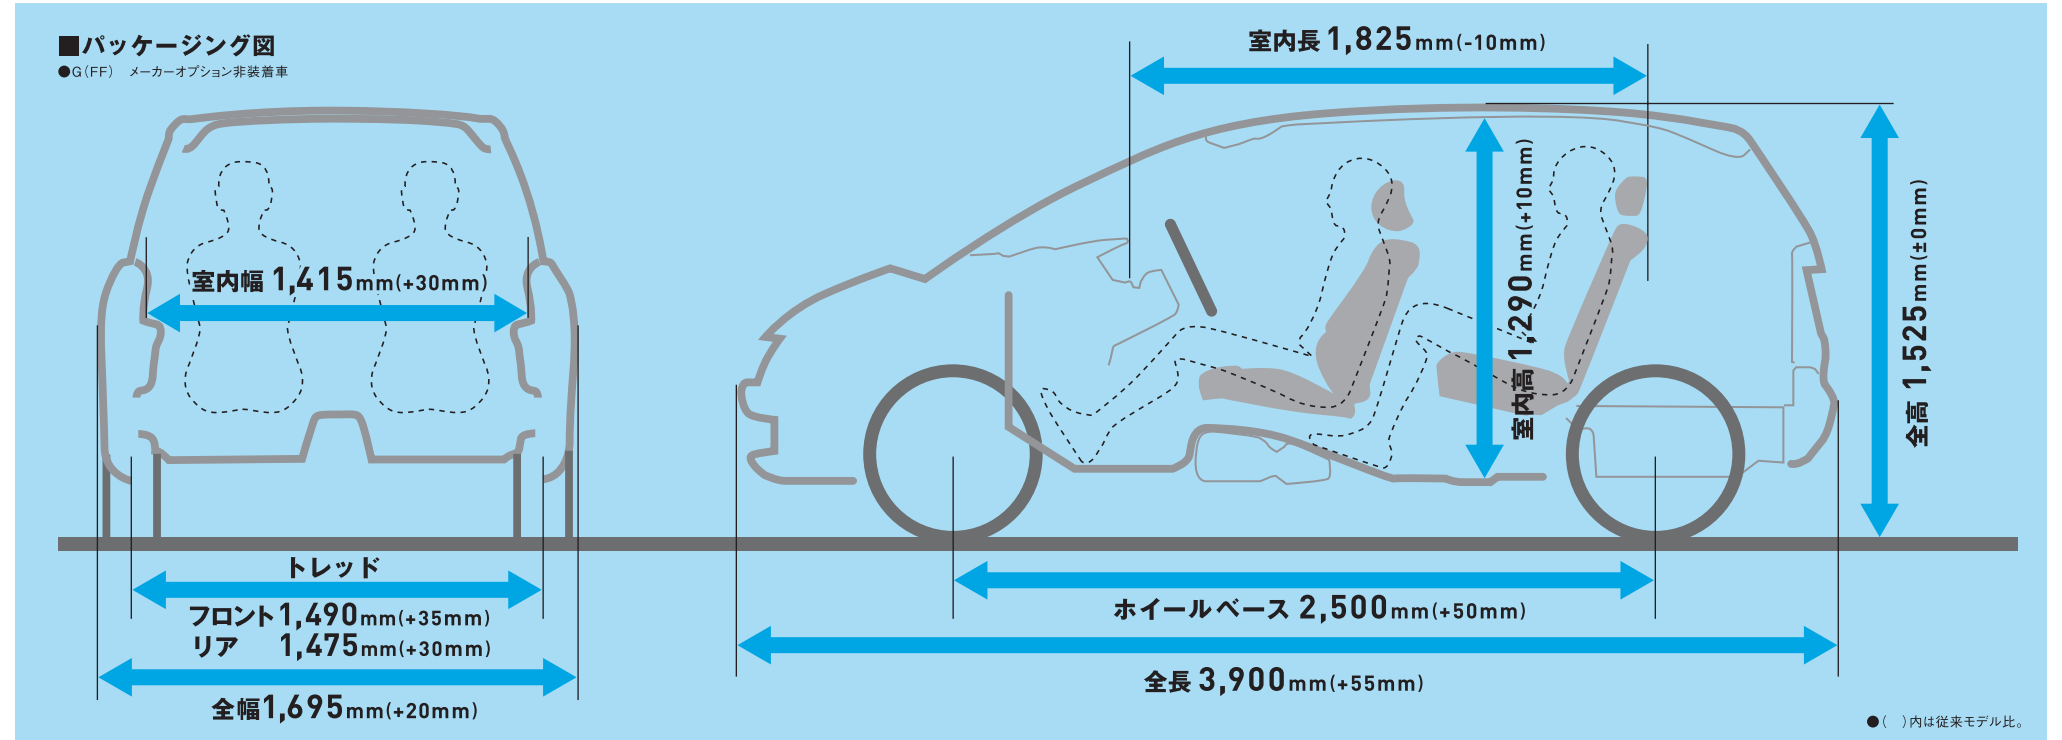 ■パッケージング図
●G(FF)　メーカーオプション非装着車
室内長 1,825mm(-10mm)
室内幅 1,415mm(+30mm)
室内高 1,290mm(+10mm)
全高 1,525mm(±0mm)
トレッド
フロント1,490mm(+35mm)
リア 1,475mm(+30mm)
全幅1,695mm(+20mm)
ホイールベース 2,500mm(+50mm)
全長 3,900mm(+55mm)
●(　)内は従来モデル比。